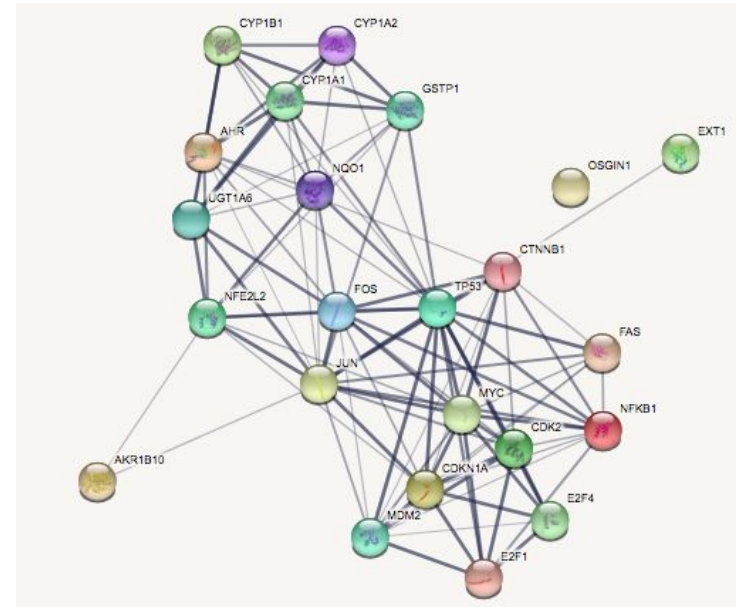 CYP1B1
CYP1A2
CYP1A1
GSTP1
AHR
EXT1
NQO1
OSGIN1
UGT1A6
CTNNB1
NFE2L2
FOS
TP53
FAS
JUN
MYC
NFKB1
CDK2
AKR1B10
CDKN1A
E2F4
MDM2
E2F1